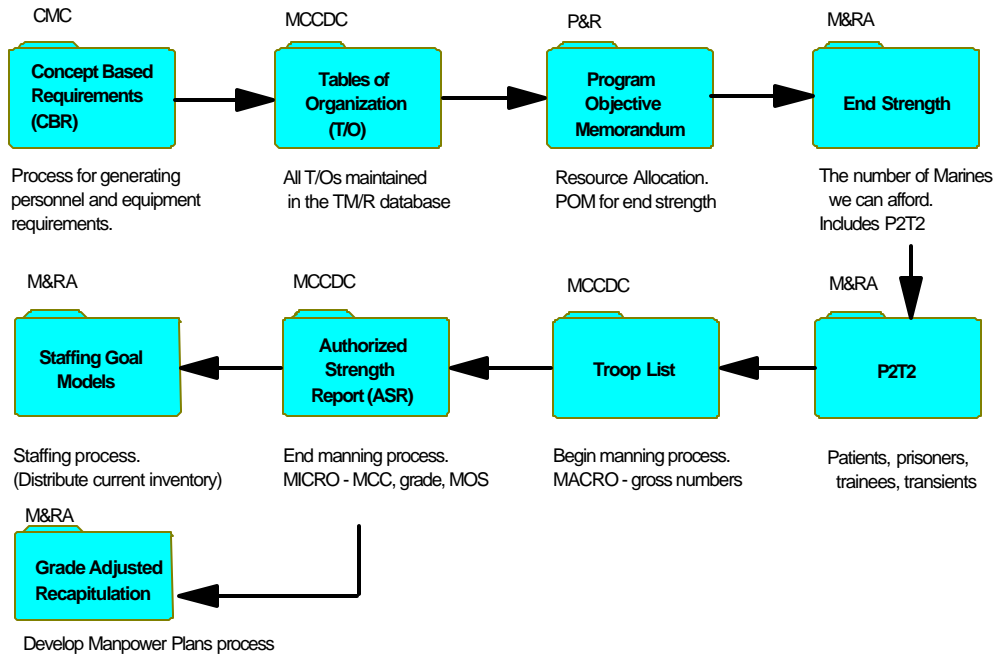 CMC
Concept Based
Requirements
(CBR)
Process for generating
personnel and equipment
requirements.
MCCDC
Tables of
Organization
(T/O)
All T/Os maintained
in the TM/R database
P&R
Program
Objective
Memorandum
Resource Allocation.
POM for end strength
M&RA
End Strength
The number of Marines
we can afford.
Includes P2T2
M&RA
P2T2
Patients, prisoners,
trainees, transients
MCCDC
Troop List
Begin manning process.
MACRO - gross numbers
MCCDC
Authorized
Strength
Report (ASR)
End manning process.
MICRO - MCC, grade, MOS
M&RA
Staffing Goal
Models
Staffing process.
(Distribute current inventory)
M&RA
Grade Adjusted
Recapitulation
Develop Manpower Plans process